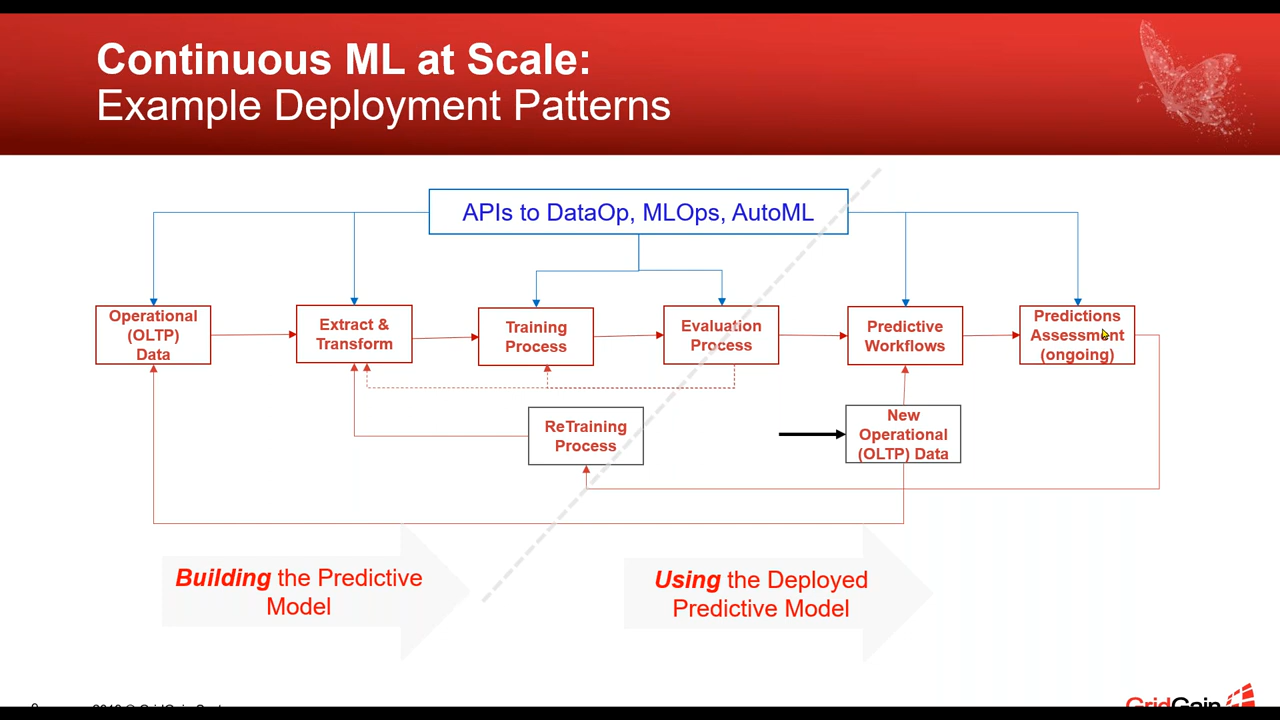 Continuous ML at Scale:
Example Deployment Patterns
APIs to DataOp, MLOps, AutoML
Operational
(OLTP)
Data
Extract &
Transform
Training
Process
Evaluation
Process
Predictive
Workflows
Predictions
Assessment
(ongoing)
ReTraining
Process
New
Operational
(OLTP) Data
Building the Predictive
Model
Using the Deployed
Predictive Model
GridGain